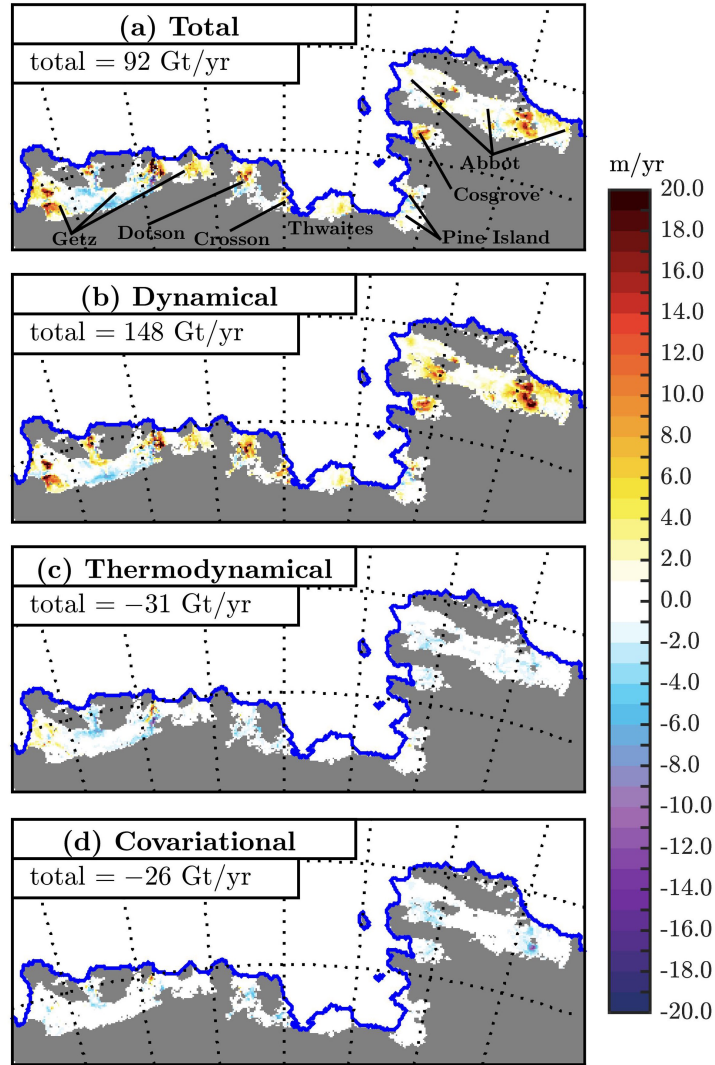 (a) Total
total = 92 Gt/yr
Abbot
Cosgrove
Getz
Dotson
Crosson
Thwaites
Pine Island
(b) Dynamical
total = 148 Gt/yr
(c) Thermodynamical
total = −31 Gt/yr
(d) Covariational
total = −26 Gt/yr
m/yr
20.0
18.0
16.0
14.0
12.0
10.0
8.0
6.0
4.0
2.0
0.0
-2.0
-4.0
-6.0
-8.0
-10.0
-12.0
-14.0
-16.0
-18.0
-20.0